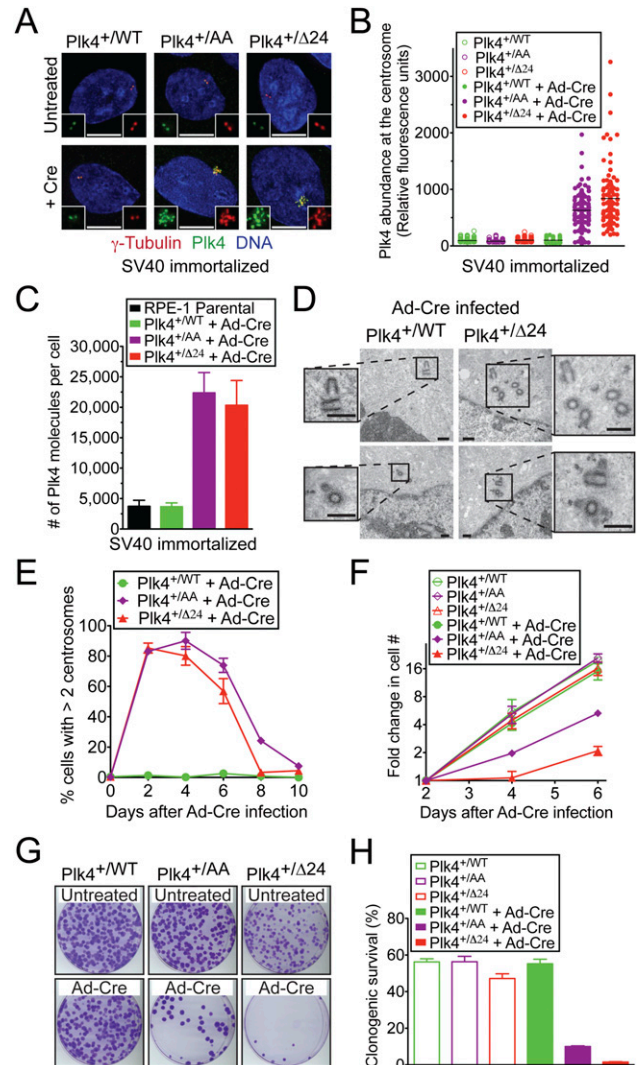 A
Plk4+/WT Plk4+/AA Plk4+/Δ24
Untreated
+ Cre
γ-Tubulin Plk4 DNA
SV40 immortalized
B
Plk4+/WT
Plk4+/AA
Plk4+/Δ24
Plk4+/WT + Ad-Cre
Plk4+/AA + Ad-Cre
Plk4+/Δ24 + Ad-Cre
Plk4 abundance at the centrosome
(Relative fluorescence units)
3000
2000
1000
500
0
SV40 immortalized
C
RPE-1 Parental
Plk4+/WT + Ad-Cre
Plk4+/AA + Ad-Cre
Plk4+/Δ24 + Ad-Cre
# of Plk4 molecules per cell
30,000
25,000
20,000
15,000
10,000
5,000
0
SV40 immortalized
D
Ad-Cre infected
Plk4+/WT Plk4+/Δ24
E
Plk4+/WT + Ad-Cre
Plk4+/AA + Ad-Cre
Plk4+/Δ24 + Ad-Cre
% cells with > 2 centrosomes
100
80
60
40
20
0
0 2 4 6 8 10
Days after Ad-Cre infection
F
Plk4+/WT
Plk4+/AA
Plk4+/Δ24
Plk4+/WT + Ad-Cre
Plk4+/AA + Ad-Cre
Plk4+/Δ24 + Ad-Cre
Fold change in cell #
16
4
2
1
2 4 6
Days after Ad-Cre infection
G
Plk4+/WT Plk4+/AA Plk4+/Δ24
Untreated Untreated Untreated
Ad-Cre Ad-Cre Ad-Cre
H
Plk4+/WT
Plk4+/AA
Plk4+/Δ24
Plk4+/WT + Ad-Cre
Plk4+/AA + Ad-Cre
Plk4+/Δ24 + Ad-Cre
Clonogenic survival (%)
80
60
40
20
0